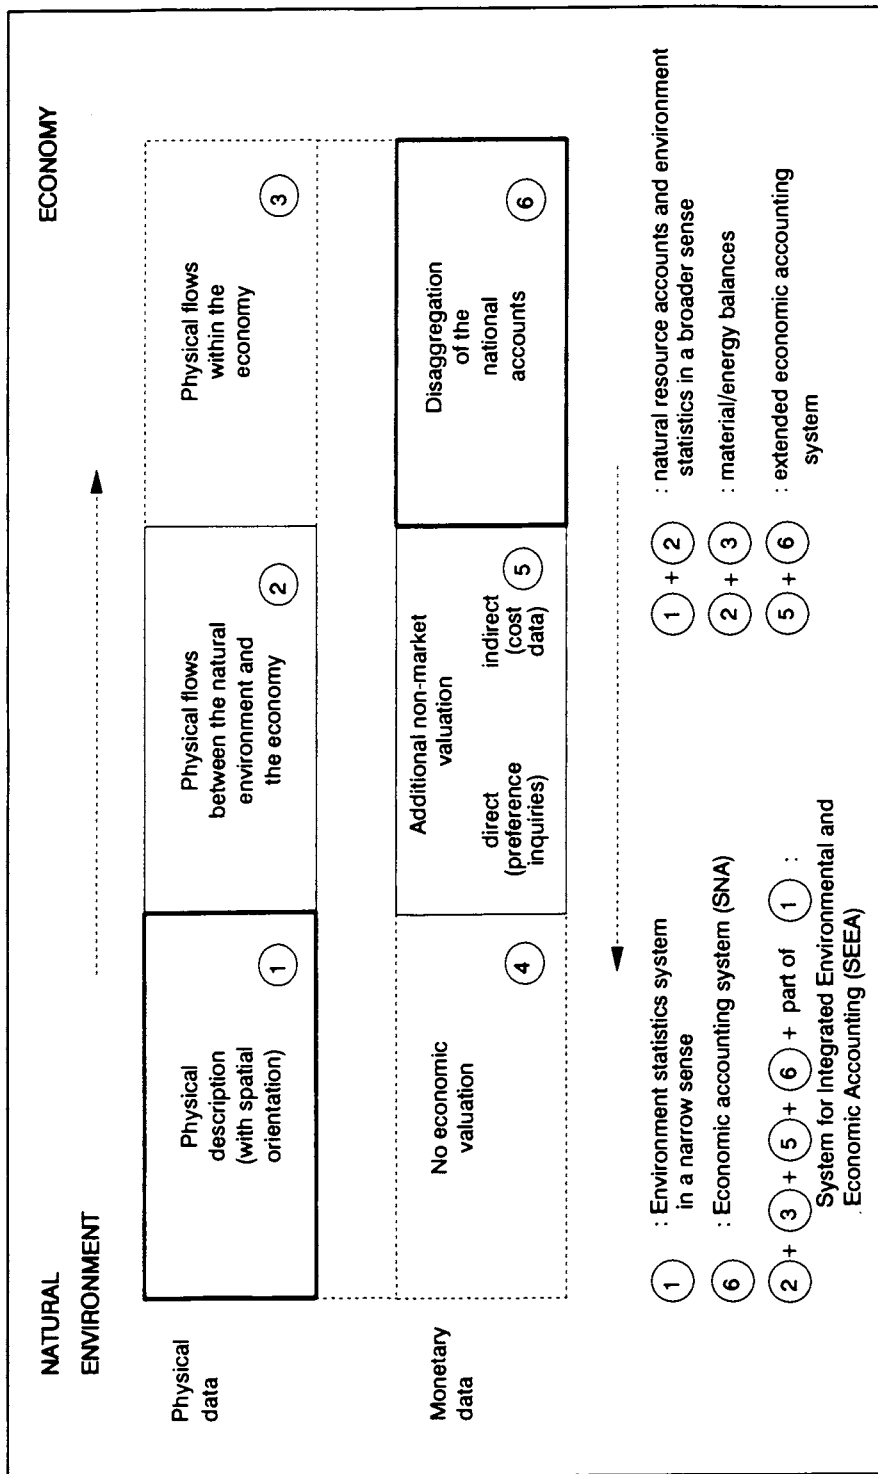 NATURAL
ENVIRONMENT
ECONOMY
Physical
data
Physical
description
(with spatial
orientation)
1
Physical flows
between the natural
environment and
the economy
2
Physical flows
within the
economy
3
Monetary
data
No economic
valuation
4
Additional non-market
valuation
direct
(preference
inquiries)
indirect
(cost
data)
5
Disaggregation
of the
national
accounts
6
1 : Environment statistics system
in a narrow sense
6 : Economic accounting system (SNA)
2 + 3 + 5 + 6 + part of 1 :
System for Integrated Environmental and
Economic Accounting (SEEA)
1 + 2 : natural resource accounts and environment
statistics in a broader sense
2 + 3 : material/energy balances
5 + 6 : extended economic accounting
system